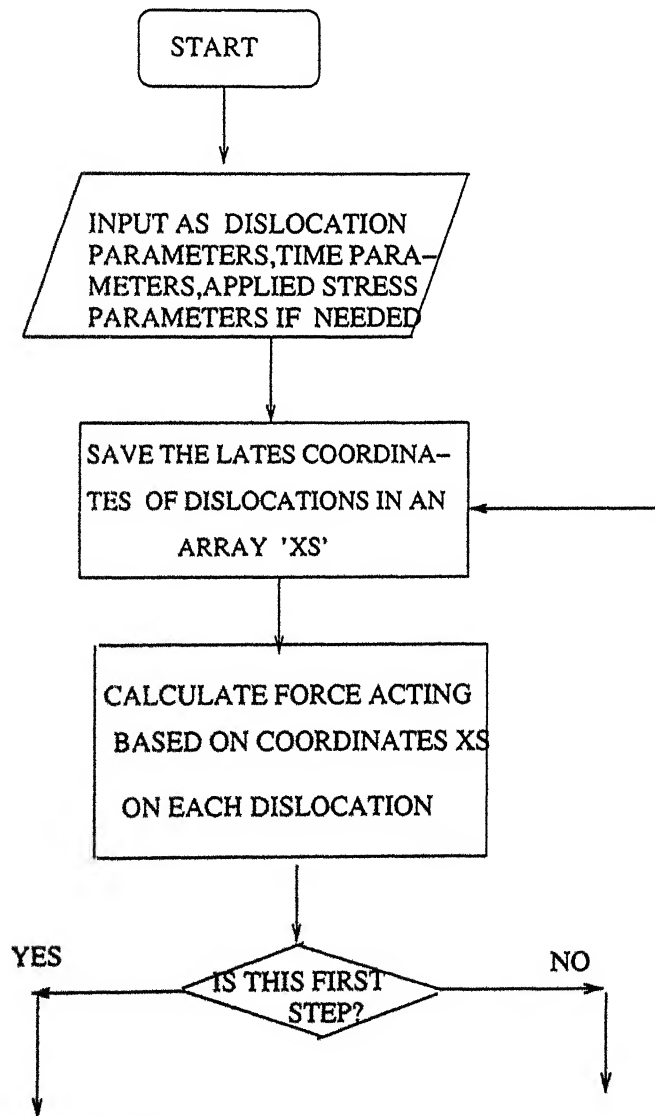 START
INPUT AS DISLOCATION
PARAMETERS,TIME PARA–
METERS,APPLIED STRESS
PARAMETERS IF NEEDED
SAVE THE LATES COORDINA–
TES OF DISLOCATIONS IN AN
ARRAY 'XS'
CALCULATE FORCE ACTING
BASED ON COORDINATES XS
ON EACH DISLOCATION
YES
NO
IS THIS FIRST
STEP?